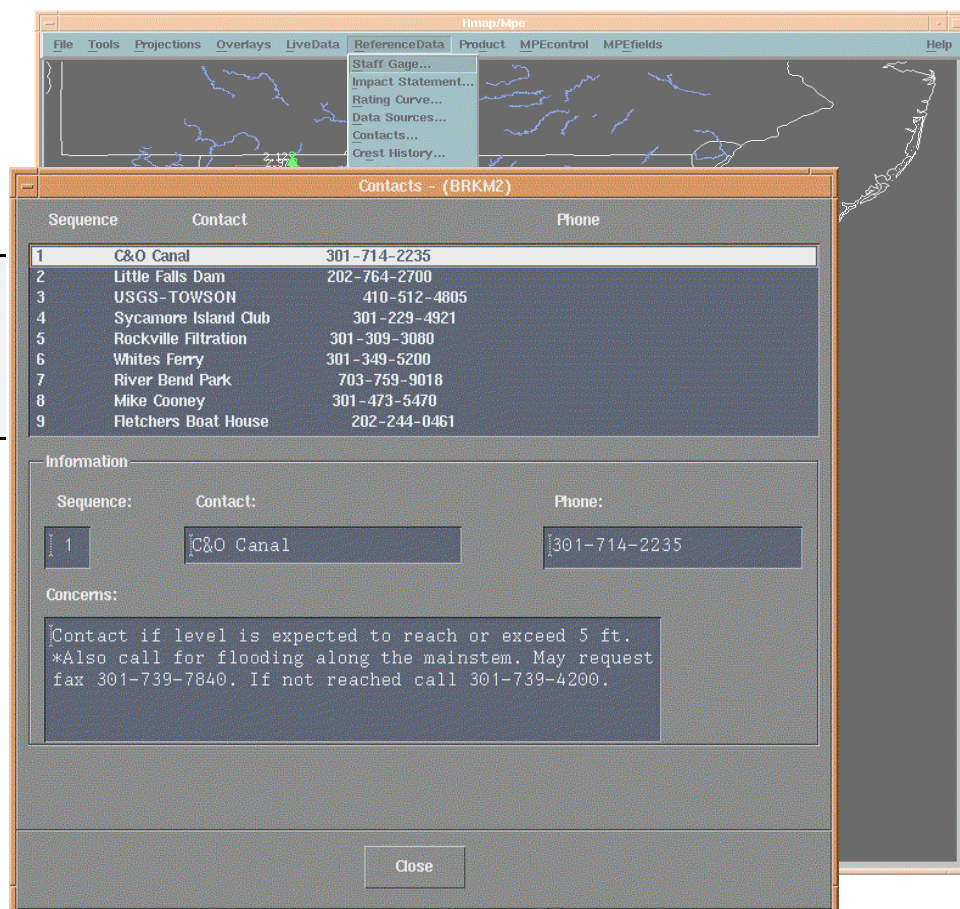 Hmap/Mpe
File Tools Projections Overlays LiveData ReferenceData Product MPEcontrol MPEfields Help
Staff Gage...
Impact Statement...
Rating Curve...
Data Sources...
Contacts...
Crest History...
Contacts - (BRKM2)
Sequence Contact Phone
1 C&O Canal 301-714-2235
2 Little Falls Dam 202-764-2700
3 USGS-TOWSON 410-512-4805
4 Sycamore Island Club 301-229-4921
5 Rockville Filtration 301-309-3080
6 Whites Ferry 301-349-5200
7 River Bend Park 703-759-9018
8 Mike Cooney 301-473-5470
9 Fletchers Boat House 202-244-0461
Information
Sequence: Contact: Phone:
1 C&O Canal 301-714-2235
Concerns:
Contact if level is expected to reach or exceed 5 ft.
*Also call for flooding along the mainstem. May request
fax 301-739-7840. If not reached call 301-739-4200.
Close